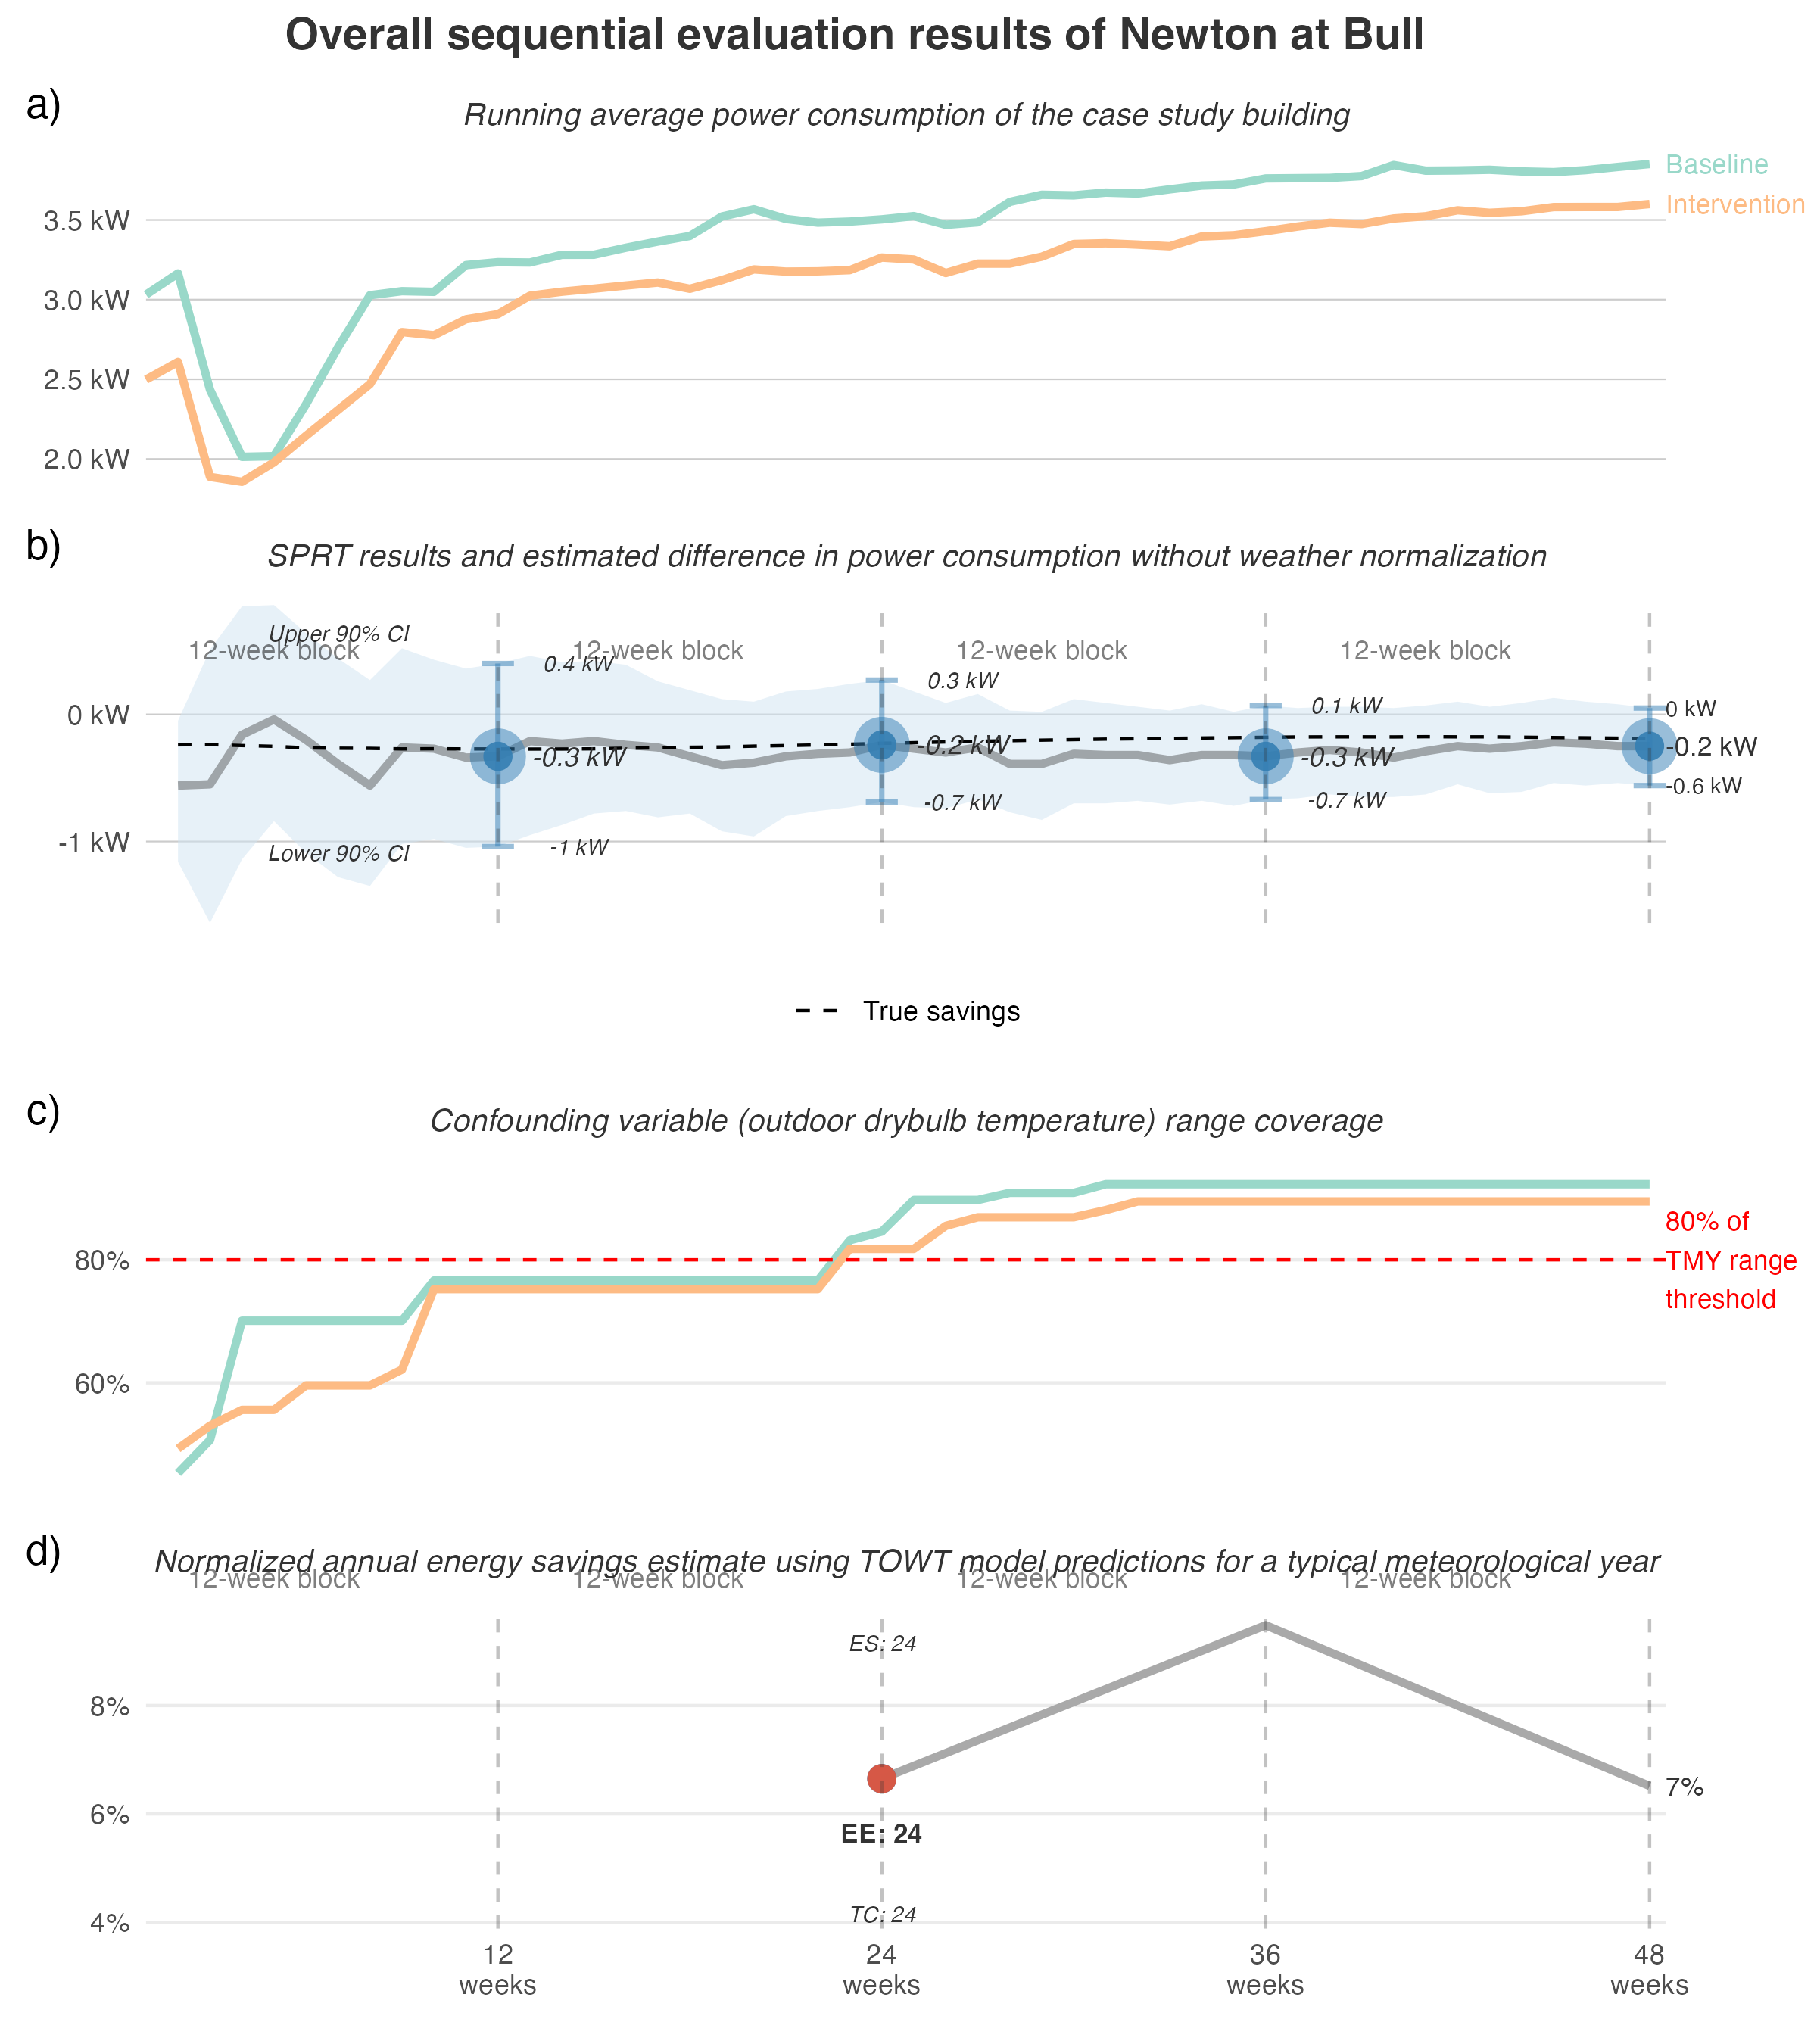 Overall sequential evaluation results of Newton at Bull
a)
Running average power consumption of the case study building
Baseline
Intervention
3.5 kW
3.0 kW
2.5 kW
2.0 kW
b)
SPRT results and estimated difference in power consumption without weather normalization
Upper 90% CI
12-week block
12-week block
12-week block
12-week block
0.4 kW
0.3 kW
0.1 kW
0 kW
0 kW
-0.3 kW
-0.2 kW
-0.3 kW
-0.2 kW
-0.7 kW
-0.7 kW
-0.6 kW
-1 kW
Lower 90% CI
-1 kW
True savings
c)
Confounding variable (outdoor drybulb temperature) range coverage
80%
60%
80% of
TMY range
threshold
d)
Normalized annual energy savings estimate using TOWT model predictions for a typical meteorological year
12-week block
12-week block
12-week block
12-week block
ES: 24
8%
7%
6%
EE: 24
TC: 24
4%
12
weeks
24
weeks
36
weeks
48
weeks